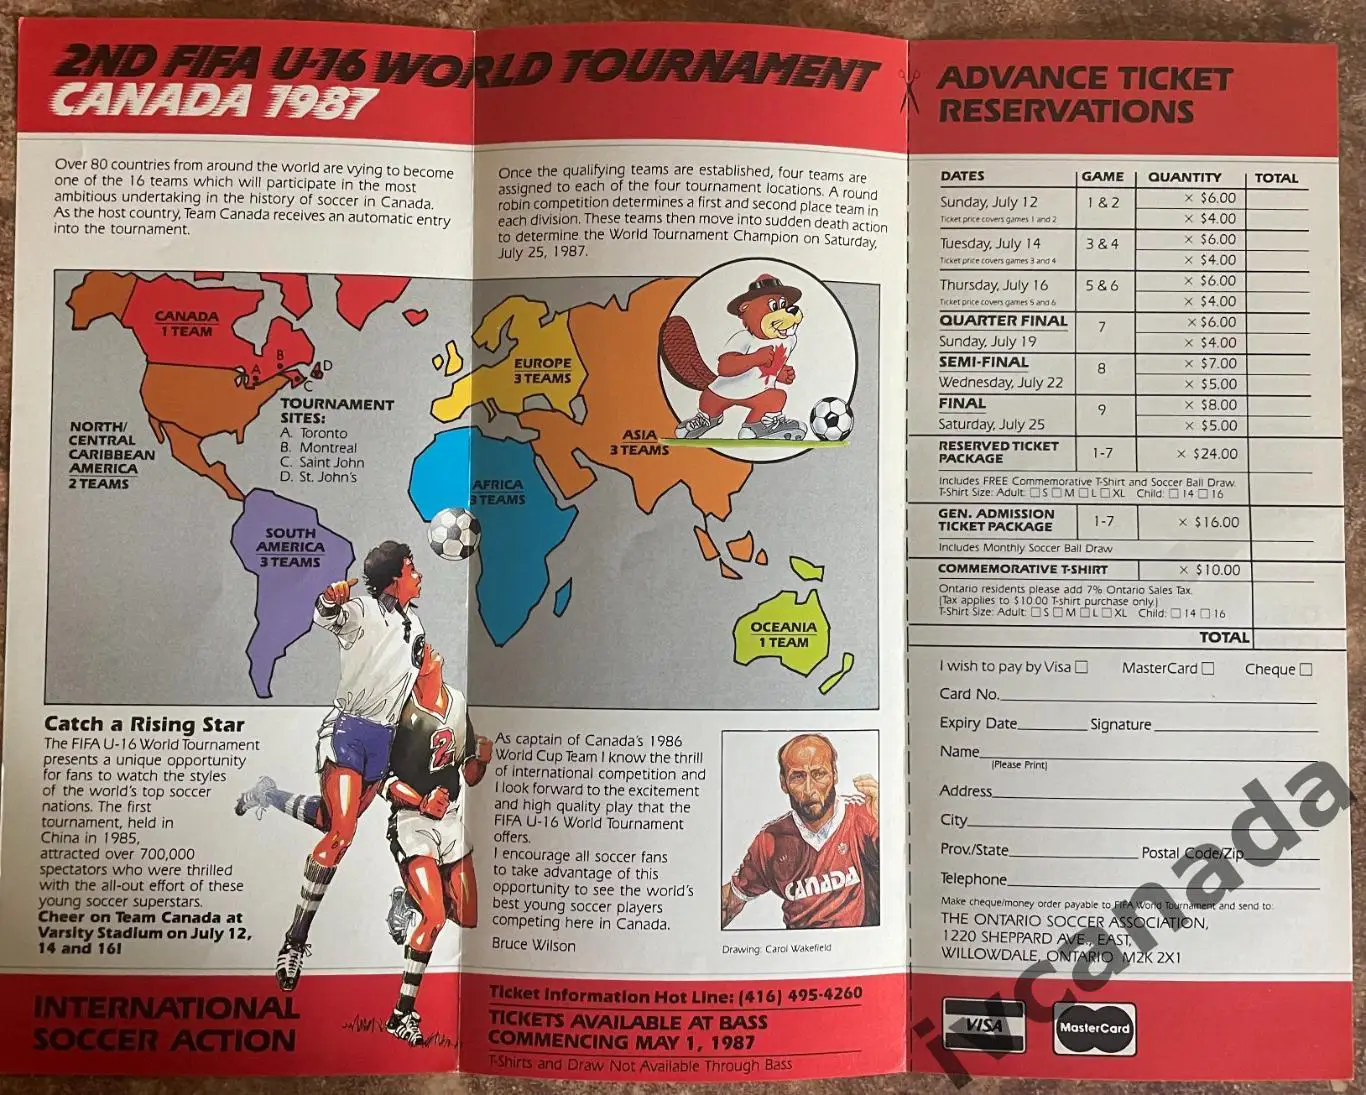 2ND FIFA U-16 WORLD TOURNAMENT
CANADA 1987
Over 80 countries from around the world are vying to become
one of the 16 teams which will participate in the most
ambitious undertaking in the history of soccer in Canada.
As the host country, Team Canada receives an automatic entry
into the tournament.
Once the qualifying teams are established, four teams are
assigned to each of the four tournament locations. A round
robin competition determines a first and second place team in
each division. These teams then move into sudden death action
to determine the World Tournament Champion on Saturday,
July 25, 1987.
CANADA
1 TEAM
A
B
C
D
TOURNAMENT
SITES:
A. Toronto
B. Montreal
C. Saint John
D. St. John's
NORTH/
CENTRAL
CARIBBEAN
AMERICA
2 TEAMS
SOUTH
AMERICA
3 TEAMS
EUROPE
3 TEAMS
ASIA
3 TEAMS
AFRICA
3 TEAMS
OCEANIA
1 TEAM
2
Catch a Rising Star
The FIFA U-16 World Tournament
presents a unique opportunity
for fans to watch the styles
of the world's top soccer
nations. The first
tournament, held in
China in 1985,
attracted over 700,000
spectators who were thrilled
with the all-out effort of these
young soccer superstars.
Cheer on Team Canada at
Varsity Stadium on July 12,
14 and 16!
INTERNATIONAL
SOCCER ACTION
As captain of Canada's 1986
World Cup Team I know the thrill
of international competition and
I look forward to the excitement
and high quality play that the
FIFA U-16 World Tournament
offers.
I encourage all soccer fans
to take advantage of this
opportunity to see the world's
best young soccer players
competing here in Canada.
Bruce Wilson
CANADA
Drawing: Carol Wakefield
Ticket Information Hot Line: (416) 495-4260
TICKETS AVAILABLE AT BASS
COMMENCING MAY 1, 1987
T-Shirts and Draw Not Available Through Bass
ADVANCE TICKET
RESERVATIONS
DATES GAME QUANTITY TOTAL
Sunday, July 12 1 & 2 × $6.00
Ticket price covers games 1 and 2 × $4.00
Tuesday, July 14 3 & 4 × $6.00
Ticket price covers games 3 and 4 × $4.00
Thursday, July 16 5 & 6 × $6.00
Ticket price covers games 5 and 6 × $4.00
QUARTER FINAL 7 × $6.00
Sunday, July 19 × $4.00
SEMI-FINAL 8 × $7.00
Wednesday, July 22 × $5.00
FINAL 9 × $8.00
Saturday, July 25 × $5.00
RESERVED TICKET
PACKAGE 1-7 × $24.00
Includes FREE Commemorative T-Shirt and Soccer Ball Draw.
T-Shirt Size: Adult: □ S □ M □ L □ XL Child: □ 14 □ 16
GEN. ADMISSION
TICKET PACKAGE 1-7 × $16.00
Includes Monthly Soccer Ball Draw
COMMEMORATIVE T-SHIRT × $10.00
Ontario residents please add 7% Ontario Sales Tax.
(Tax applies to $10.00 T-shirt purchase only.)
T-Shirt Size: Adult: □ S □ M □ L □ XL Child: □ 14 □ 16
TOTAL
I wish to pay by Visa □ MasterCard □ Cheque □
Card No.
Expiry Date Signature
Name
(Please Print)
Address
City
Prov./State Postal Code/Zip
Telephone
Make cheque/money order payable to FIFA World Tournament and send to:
THE ONTARIO SOCCER ASSOCIATION,
1220 SHEPPARD AVE., EAST,
WILLOWDALE, ONTARIO M2K 2X1
VISA
MasterCard
ivcanada